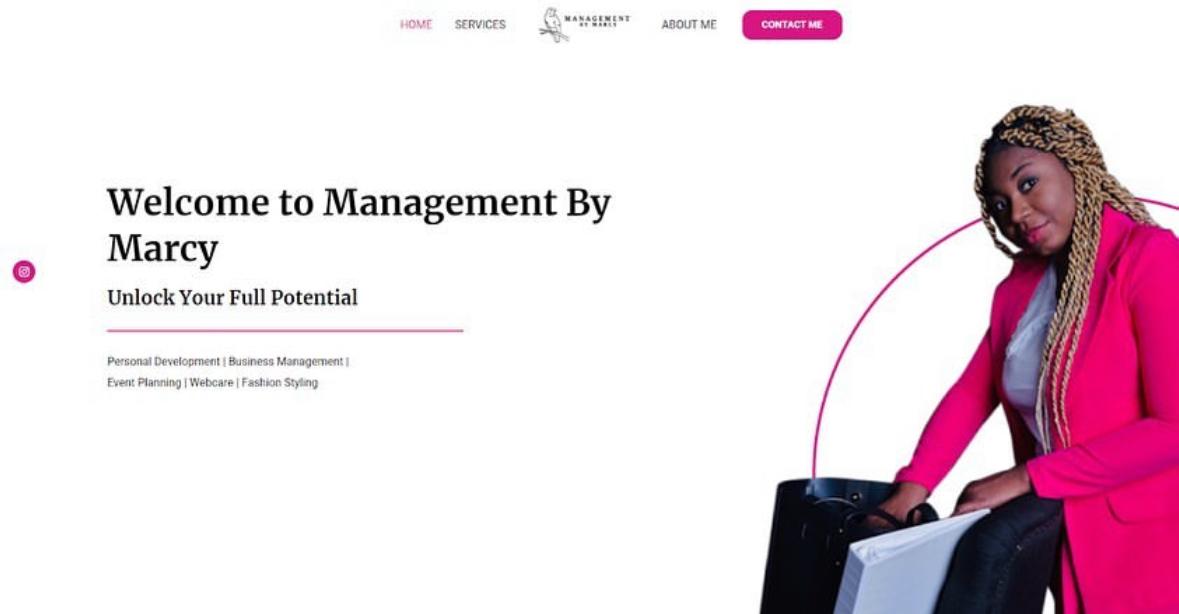 HOME
SERVICES
MANAGEMENT
BY MARCY
ABOUT ME
CONTACT ME
Welcome to Management By
Marcy
Unlock Your Full Potential
Personal Development | Business Management |
Event Planning | Webcare | Fashion Styling